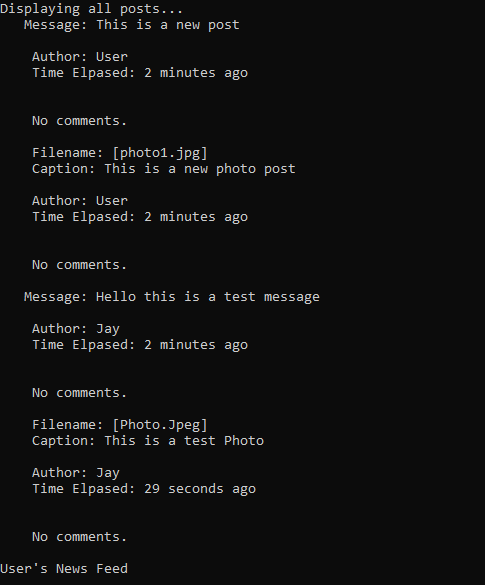 Displaying all posts...
Message: This is a new post
Author: User
Time Elpased: 2 minutes ago
No comments.
Filename: [photo1.jpg]
Caption: This is a new photo post
Author: User
Time Elpased: 2 minutes ago
No comments.
Message: Hello this is a test message
Author: Jay
Time Elpased: 2 minutes ago
No comments.
Filename: [Photo.Jpeg]
Caption: This is a test Photo
Author: Jay
Time Elpased: 29 seconds ago
No comments.
User's News Feed